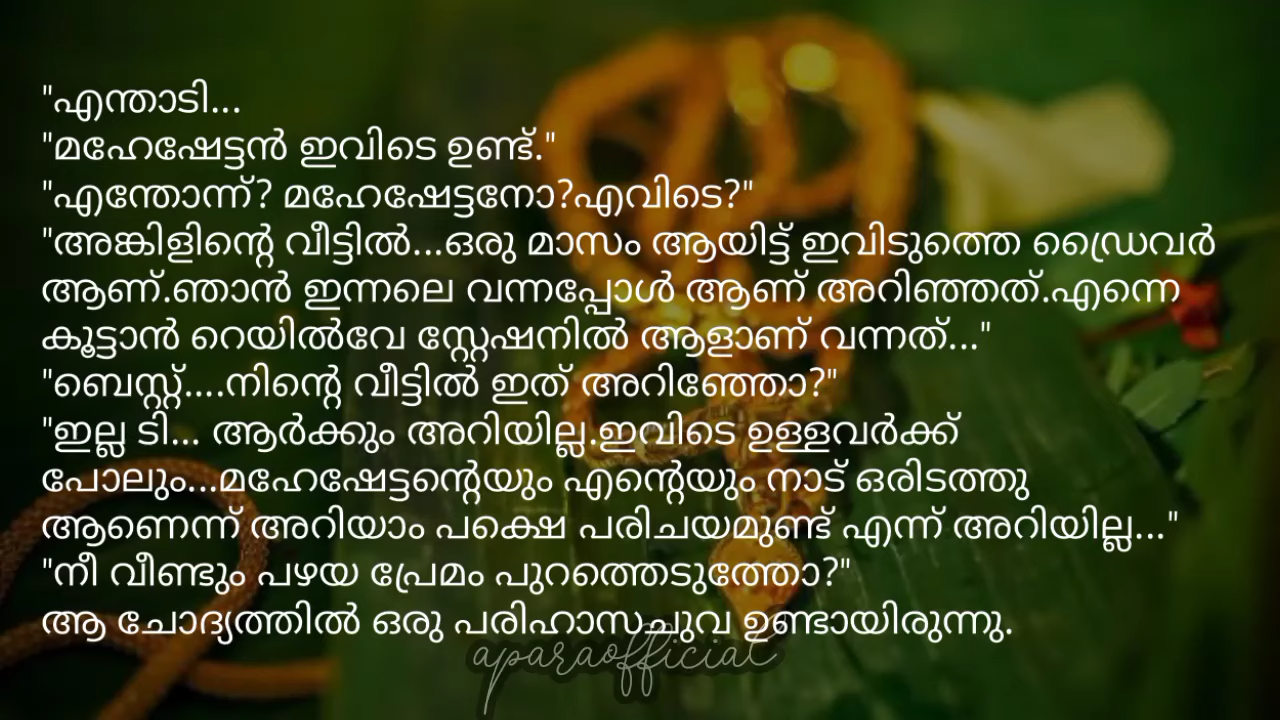 "എന്താടി...
"മഹേഷേട്ടൻ ഇവിടെ ഉണ്ട്."
"എന്തോന്ന്? മഹേഷേട്ടനോ?എവിടെ?"
"അങ്കിളിന്റെ വീട്ടിൽ...ഒരു മാസം ആയിട്ട് ഇവിടുത്തെ ഡ്രൈവർ
ആണ്.ഞാൻ ഇന്നലെ വന്നപ്പോൾ ആണ് അറിഞ്ഞത്.എന്നെ
കൂട്ടാൻ റെയിൽവേ സ്റ്റേഷനിൽ ആളാണ് വന്നത്..."
"ബെസ്റ്റ്....നിന്റെ വീട്ടിൽ ഇത് അറിഞ്ഞോ?"
"ഇല്ല ടി... ആർക്കും അറിയില്ല.ഇവിടെ ഉള്ളവർക്ക്
പോലും...മഹേഷേട്ടന്റെയും എന്റെയും നാട് ഒരിടത്തു
ആണെന്ന് അറിയാം പക്ഷെ പരിചയമുണ്ട് എന്ന് അറിയില്ല..."
"നീ വീണ്ടും പഴയ പ്രേമം പുറത്തെടുത്തോ?"
ആ ചോദ്യത്തിൽ ഒരു പരിഹാസച്ചുവ ഉണ്ടായിരുന്നു.
aparaofficial